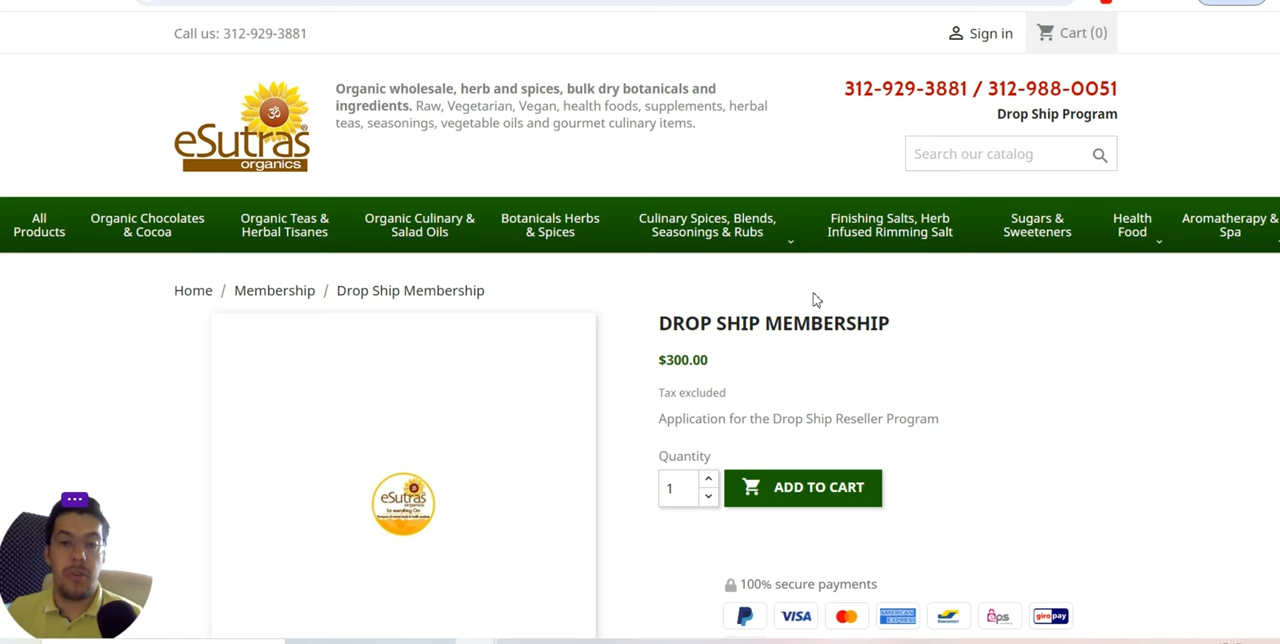 Call us: 312-929-3881
Sign in
Cart (0)
eSutras®
organics
Organic wholesale, herb and spices, bulk dry botanicals and
ingredients. Raw, Vegetarian, Vegan, health foods, supplements, herbal
teas, seasonings, vegetable oils and gourmet culinary items.
312-929-3881 / 312-988-0051
Drop Ship Program
Search our catalog
All
Products
Organic Chocolates
& Cocoa
Organic Teas &
Herbal Tisanes
Organic Culinary &
Salad Oils
Botanicals Herbs
& Spices
Culinary Spices, Blends,
Seasonings & Rubs
Finishing Salts, Herb
Infused Rimming Salt
Sugars &
Sweeteners
Health
Food
Aromatherapy &
Spa
Home / Membership / Drop Ship Membership
DROP SHIP MEMBERSHIP
$300.00
Tax excluded
Application for the Drop Ship Reseller Program
Quantity
1
ADD TO CART
eSutras
organics
100% secure payments
VISA
eps
giropay